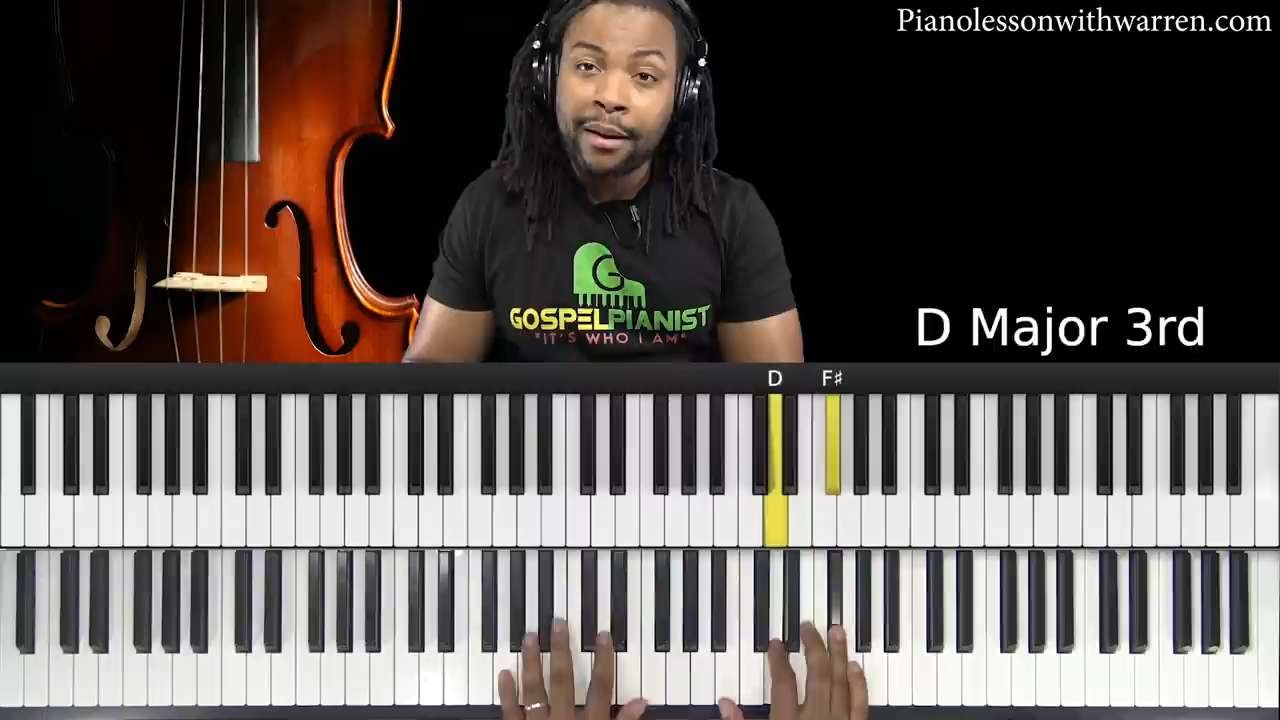 Pianolessonwithwarren.com
G
GOSPELPIANIST
"IT'S WHO I AM"
D Major 3rd
D F♯